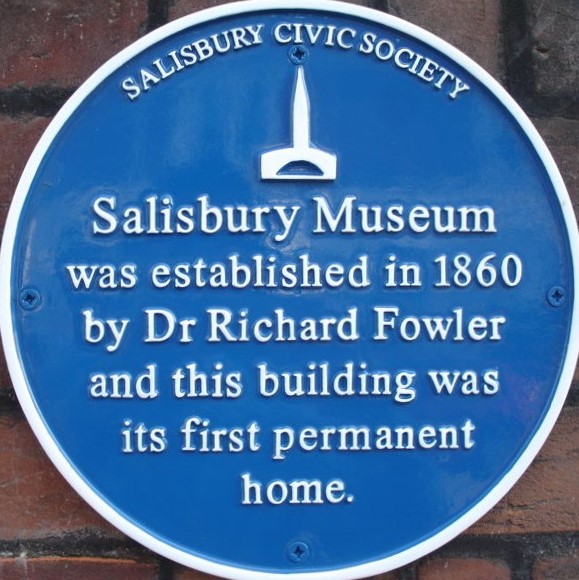 SALISBURY CIVIC SOCIETY
Salisbury Museum
was established in 1860
by Dr Richard Fowler
and this building was
its first permanent
home.